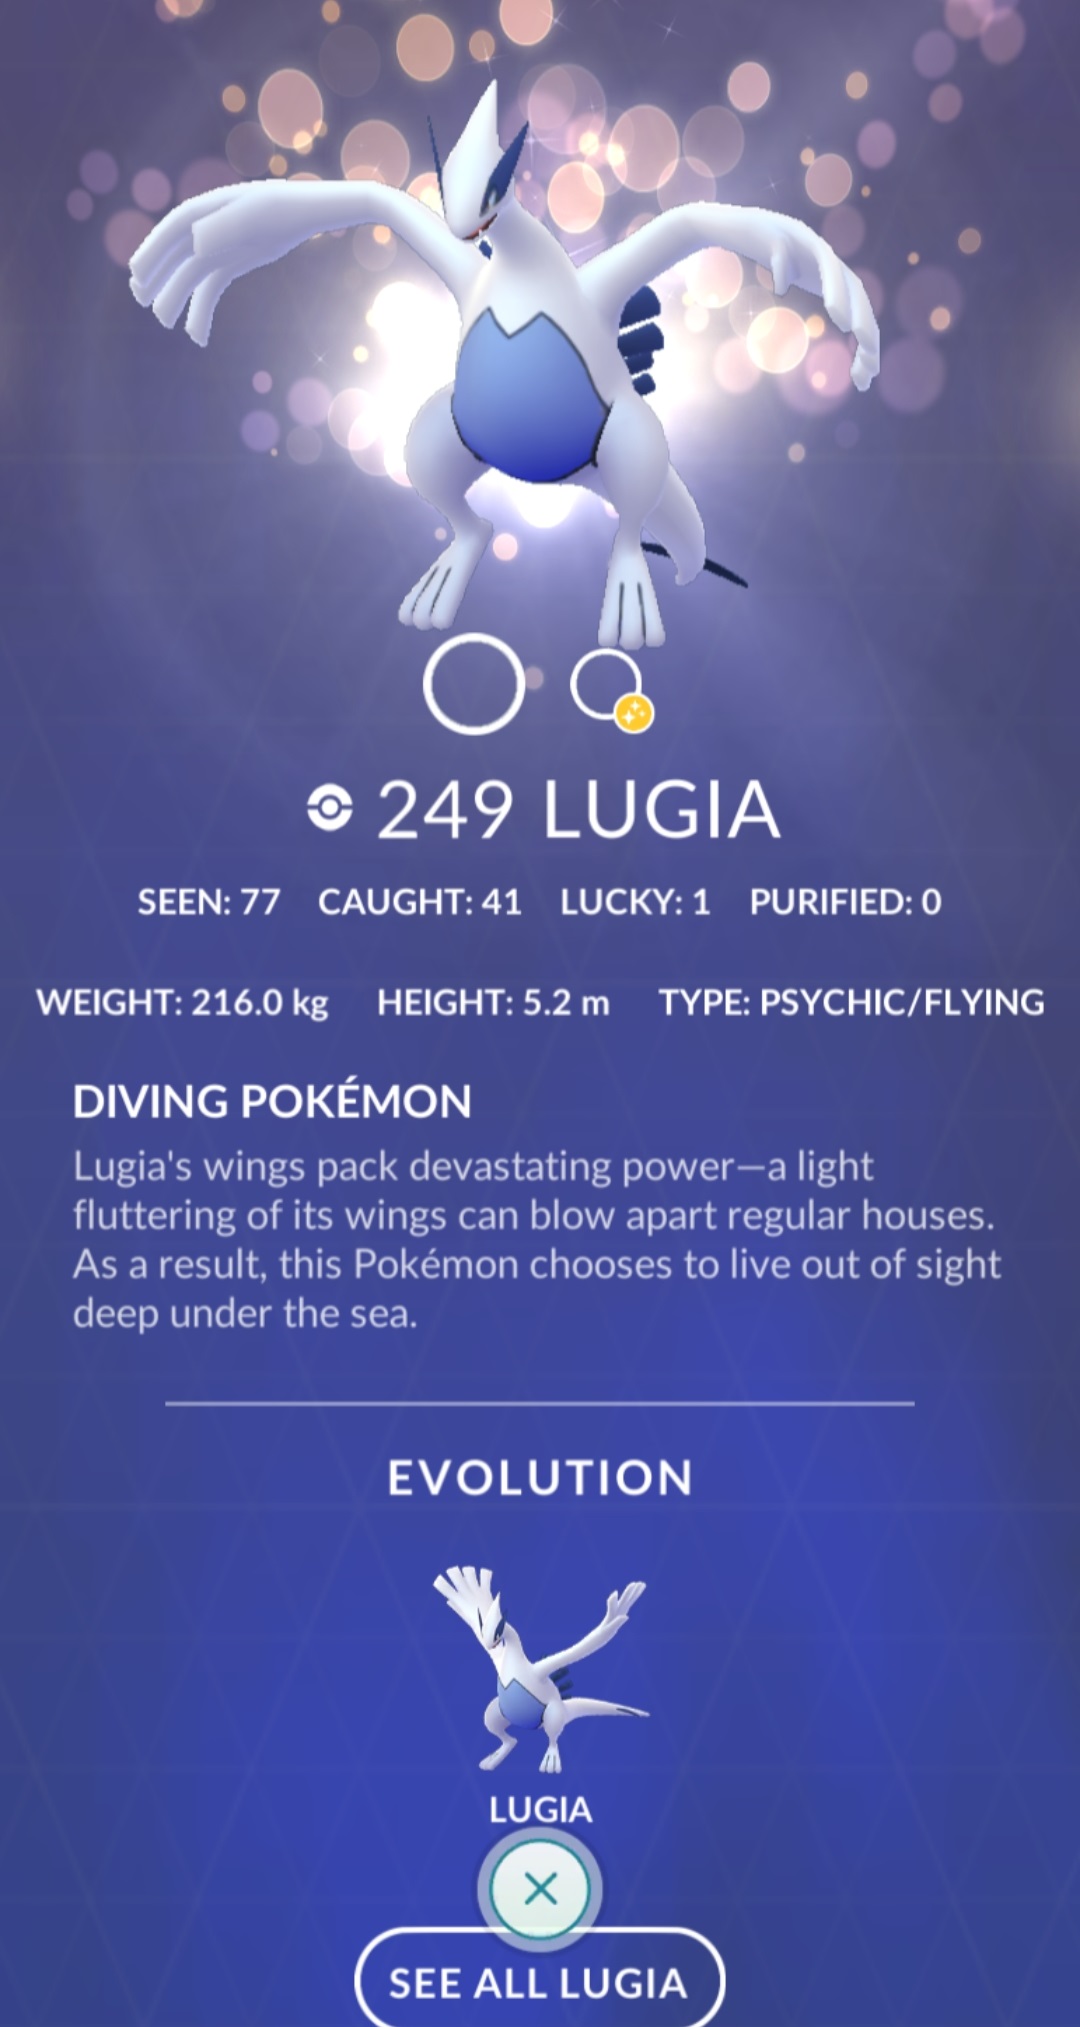 249 LUGIA
SEEN: 77 CAUGHT: 41 LUCKY: 1 PURIFIED: 0
WEIGHT: 216.0 kg HEIGHT: 5.2 m TYPE: PSYCHIC/FLYING
DIVING POKÉMON
Lugia's wings pack devastating power—a light
fluttering of its wings can blow apart regular houses.
As a result, this Pokémon chooses to live out of sight
deep under the sea.
EVOLUTION
LUGIA
SEE ALL LUGIA